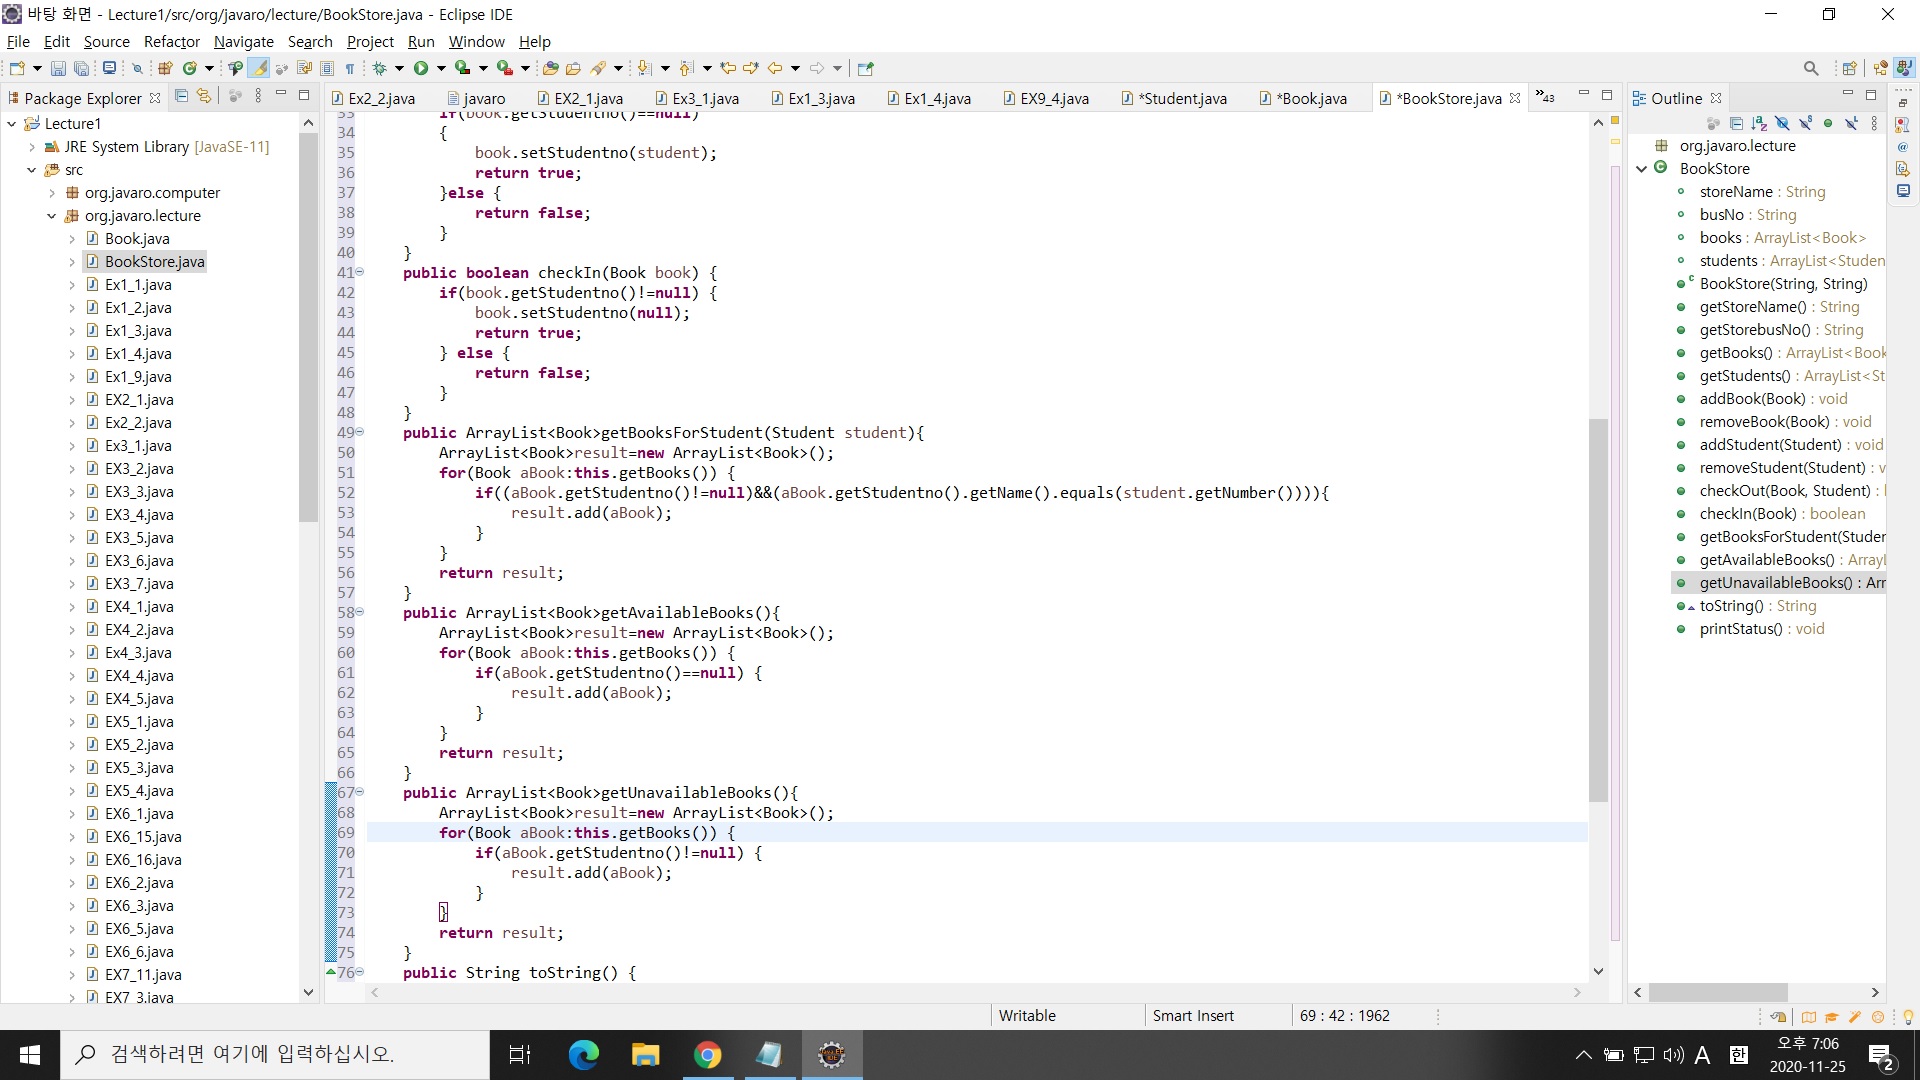 바탕 화면 - Lecture1/src/org/javaro/lecture/BookStore.java - Eclipse IDE
File Edit Source Refactor Navigate Search Project Run Window Help
Package Explorer
Ex2_2.java javaro EX2_1.java Ex3_1.java Ex1_3.java Ex1_4.java EX9_4.java *Student.java *Book.java *BookStore.java »43
Outline
Lecture1
JRE System Library [JavaSE-11]
src
org.javaro.computer
org.javaro.lecture
Book.java
BookStore.java
Ex1_1.java
Ex1_2.java
Ex1_3.java
Ex1_4.java
Ex1_9.java
EX2_1.java
Ex2_2.java
Ex3_1.java
EX3_2.java
EX3_3.java
EX3_4.java
EX3_5.java
EX3_6.java
EX3_7.java
EX4_1.java
EX4_2.java
Ex4_3.java
EX4_4.java
EX4_5.java
EX5_1.java
EX5_2.java
EX5_3.java
EX5_4.java
EX6_1.java
EX6_15.java
EX6_16.java
EX6_2.java
EX6_3.java
EX6_5.java
EX6_6.java
EX7_11.java
EX7_3.java
33 if(book.getStudentno()==null)
34 {
35 book.setStudentno(student);
36 return true;
37 }else {
38 return false;
39 }
40 }
41 public boolean checkIn(Book book) {
42 if(book.getStudentno()!=null) {
43 book.setStudentno(null);
44 return true;
45 } else {
46 return false;
47 }
48 }
49 public ArrayList<Book>getBooksForStudent(Student student){
50 ArrayList<Book>result=new ArrayList<Book>();
51 for(Book aBook:this.getBooks()) {
52 if((aBook.getStudentno()!=null)&&(aBook.getStudentno().getName().equals(student.getNumber()))){
53 result.add(aBook);
54 }
55 }
56 return result;
57 }
58 public ArrayList<Book>getAvailableBooks(){
59 ArrayList<Book>result=new ArrayList<Book>();
60 for(Book aBook:this.getBooks()) {
61 if(aBook.getStudentno()==null) {
62 result.add(aBook);
63 }
64 }
65 return result;
66 }
67 public ArrayList<Book>getUnavailableBooks(){
68 ArrayList<Book>result=new ArrayList<Book>();
69 for(Book aBook:this.getBooks()) {
70 if(aBook.getStudentno()!=null) {
71 result.add(aBook);
72 }
73 }
74 return result;
75 }
76 public String toString() {
org.javaro.lecture
BookStore
storeName : String
busNo : String
books : ArrayList<Book>
students : ArrayList<Studen
BookStore(String, String)
getStoreName() : String
getStorebusNo() : String
getBooks() : ArrayList<Book
getStudents() : ArrayList<St
addBook(Book) : void
removeBook(Book) : void
addStudent(Student) : void
removeStudent(Student) : v
checkOut(Book, Student) : 
checkIn(Book) : boolean
getBooksForStudent(Studen
getAvailableBooks() : ArrayL
getUnavailableBooks() : Arr
toString() : String
printStatus() : void
Writable Smart Insert 69 : 42 : 1962
검색하려면 여기에 입력하십시오.
A 한
오후 7:06
2020-11-25
2